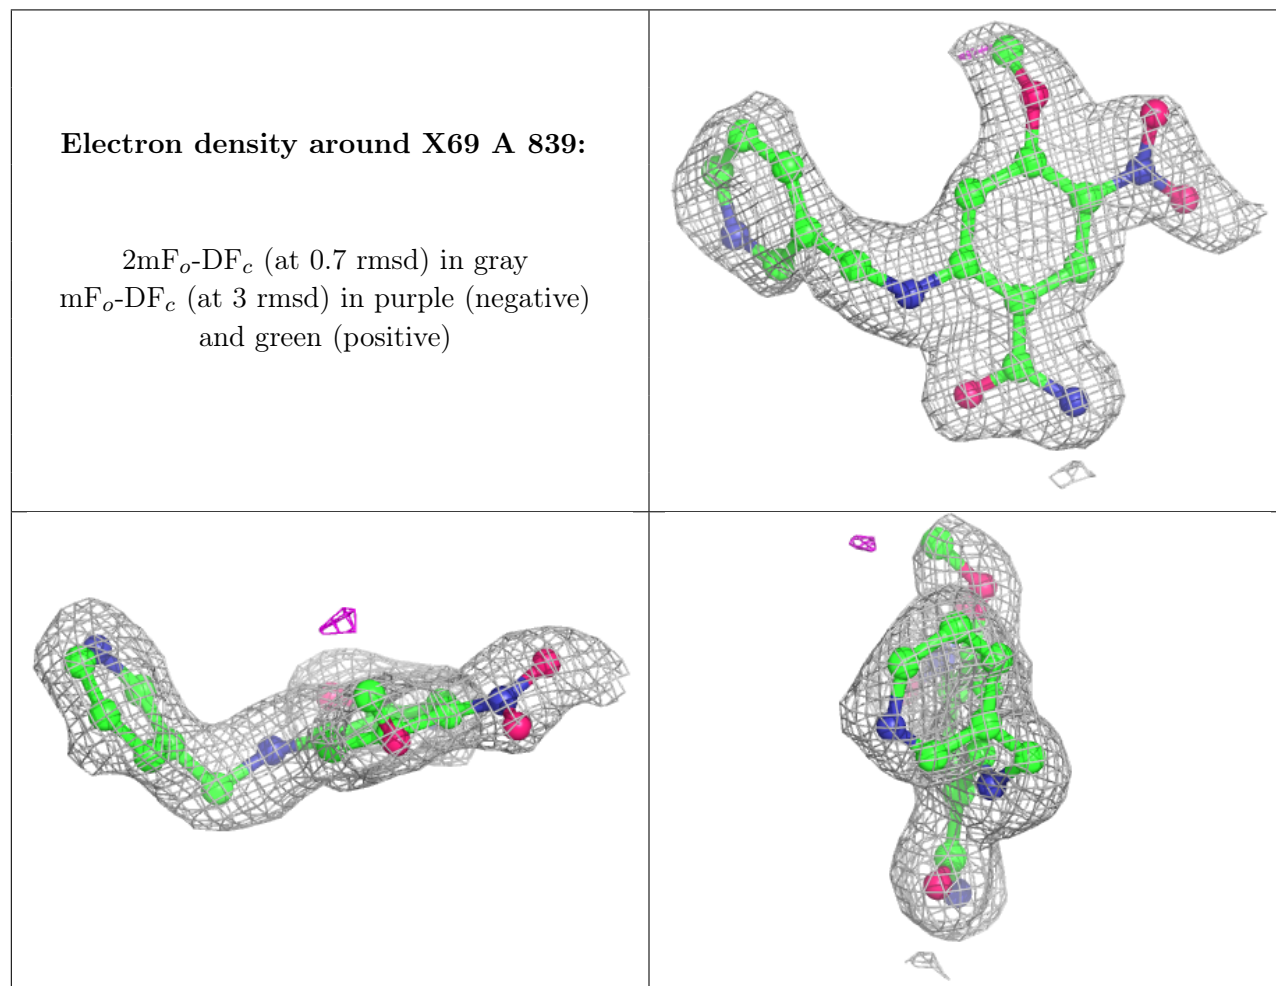 Electron density around X69 A 839:
2mFo-DFc (at 0.7 rmsd) in gray
mFo-DFc (at 3 rmsd) in purple (negative)
and green (positive)